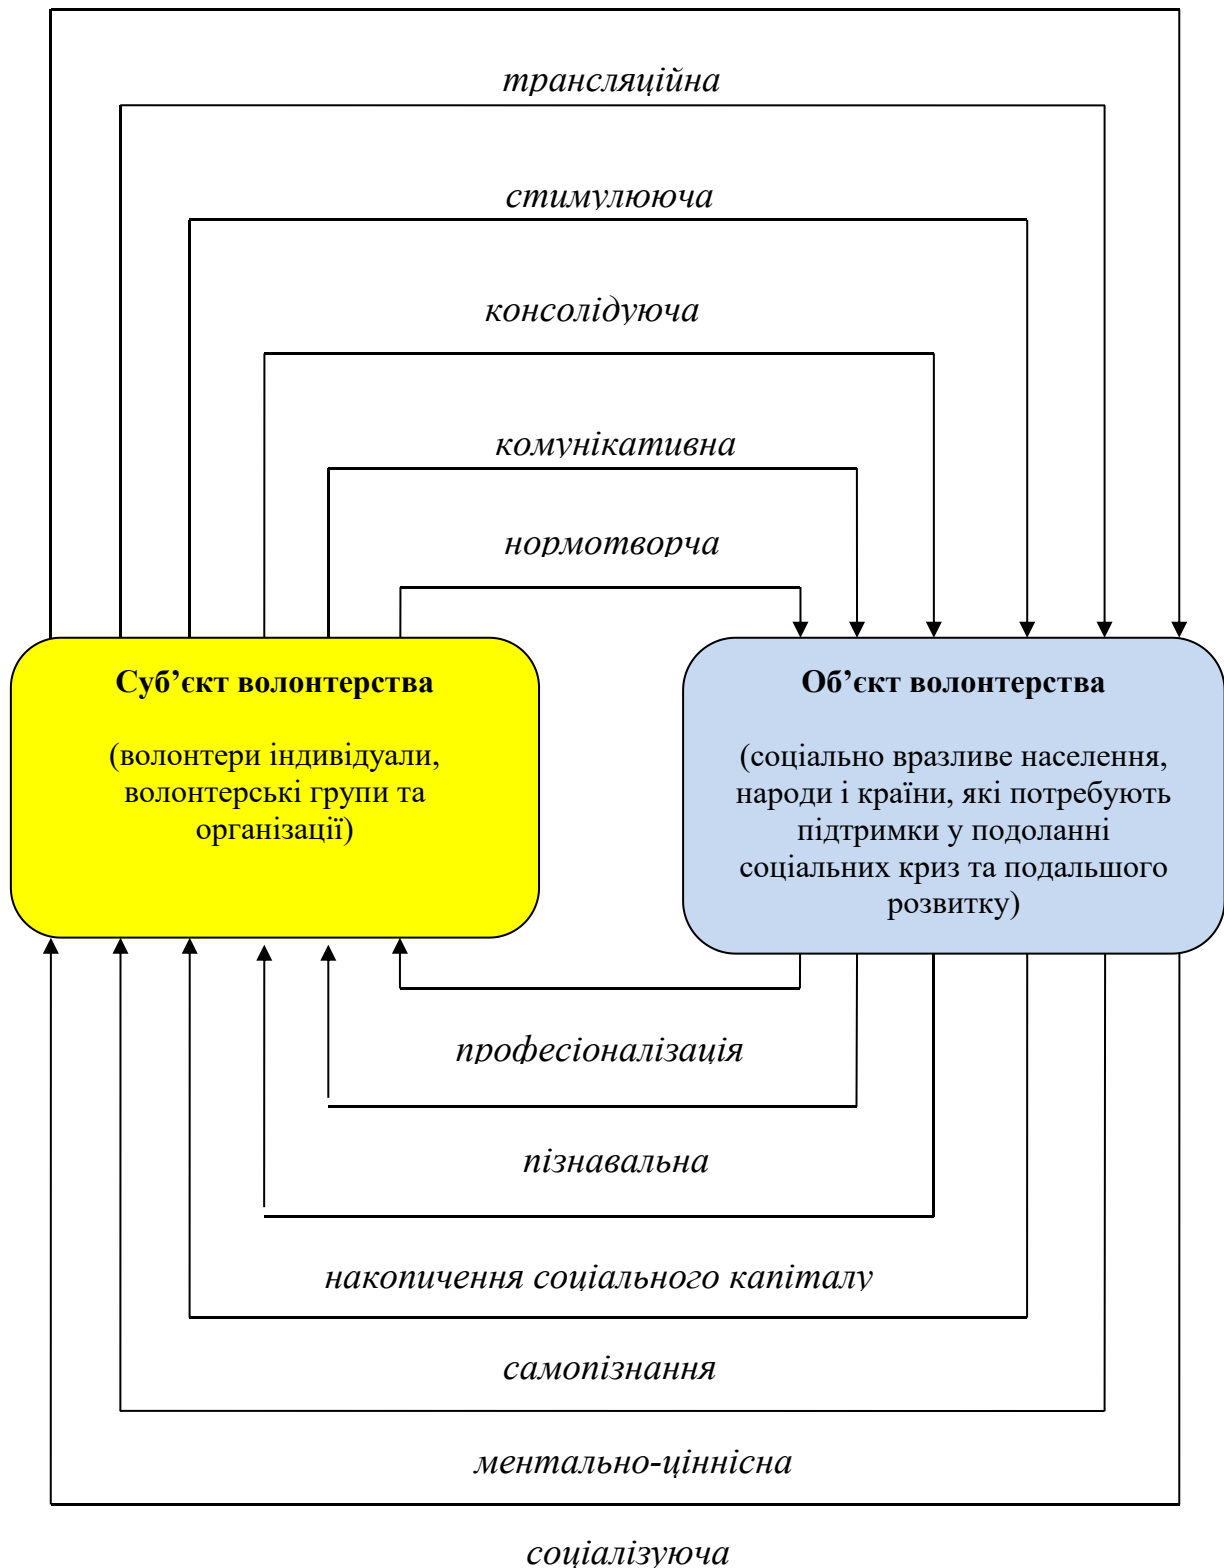 трансляційна
стимулююча
консолідуюча
комунікативна
нормотворча
Суб’єкт волонтерства
(волонтери індивідуали,
волонтерські групи та
організації)
Об’єкт волонтерства
(соціально вразливе населення,
народи і країни, які потребують
підтримки у подоланні
соціальних криз та подальшого
розвитку)
професіоналізація
пізнавальна
накопичення соціального капіталу
самопізнання
ментально-ціннісна
соціалізуюча